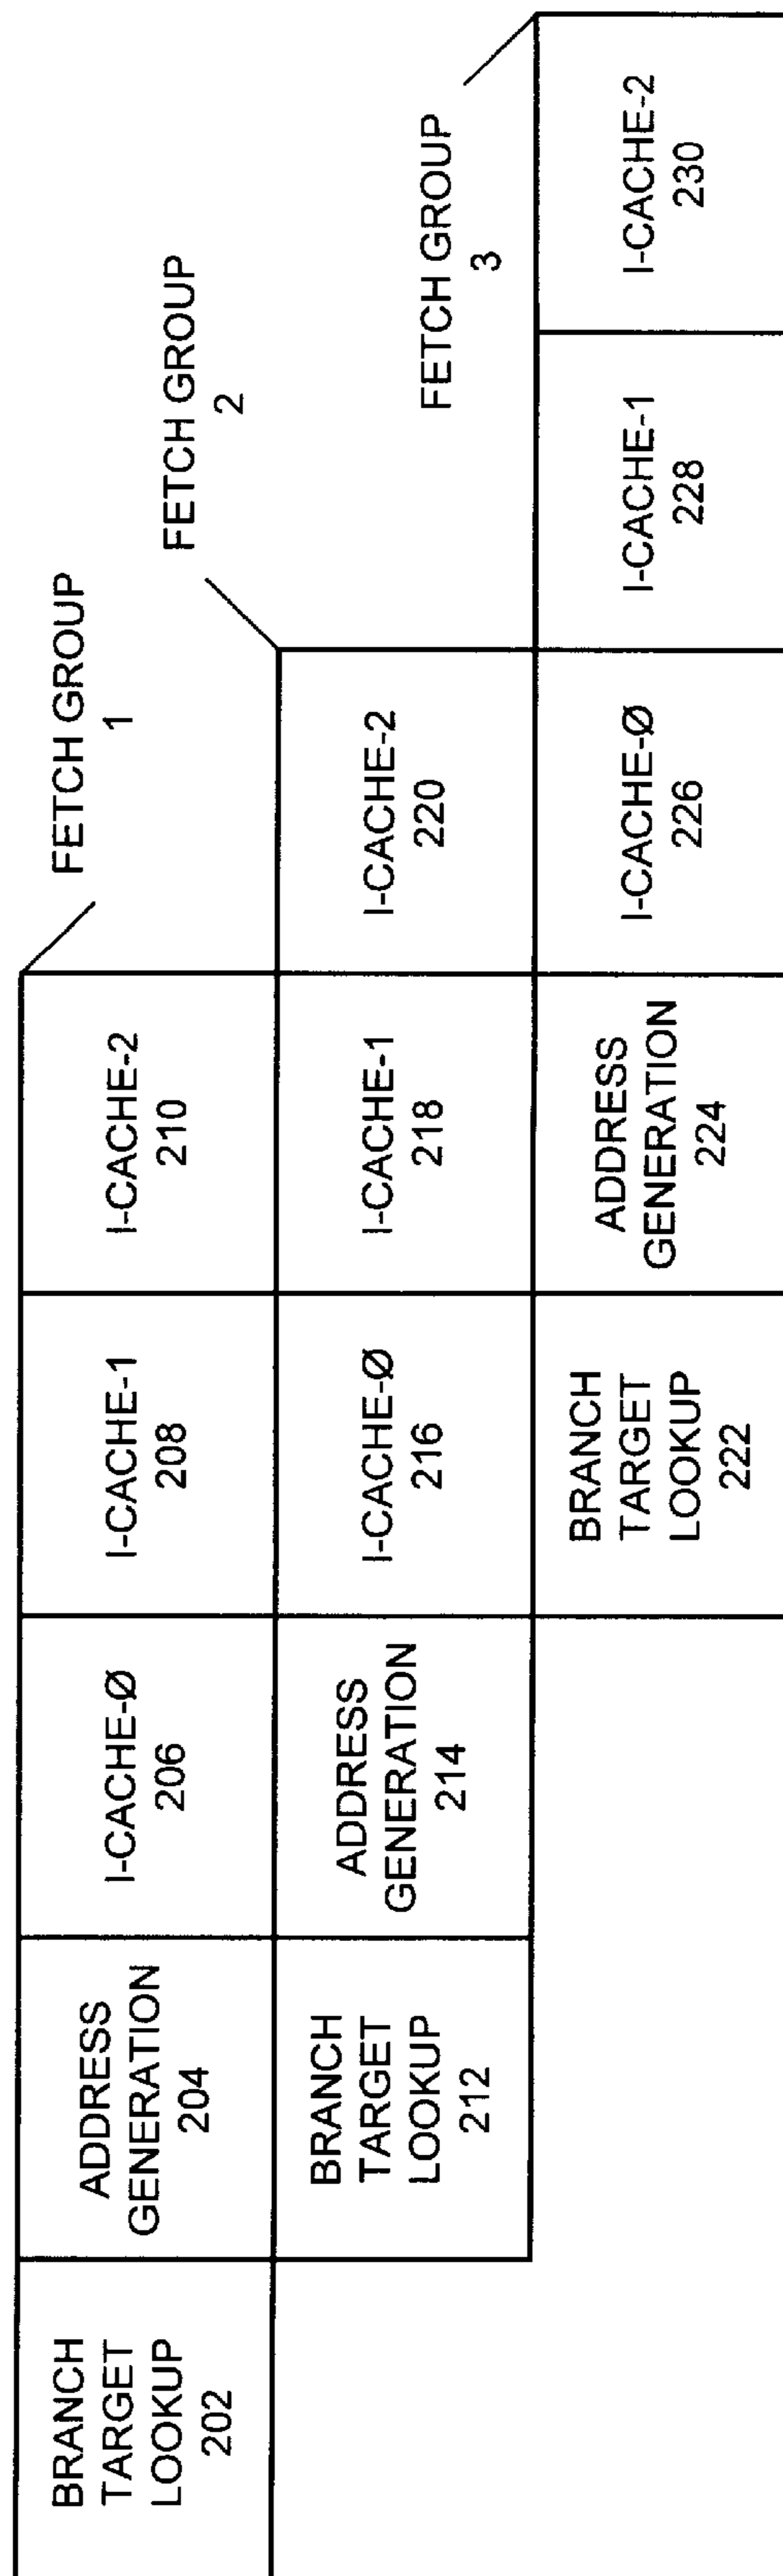 FETCH GROUP
1
BRANCH
TARGET
LOOKUP
202
ADDRESS
GENERATION
204
I-CACHE-Ø
206
I-CACHE-1
208
I-CACHE-2
210
FETCH GROUP
2
BRANCH
TARGET
LOOKUP
212
ADDRESS
GENERATION
214
I-CACHE-Ø
216
I-CACHE-1
218
I-CACHE-2
220
FETCH GROUP
3
BRANCH
TARGET
LOOKUP
222
ADDRESS
GENERATION
224
I-CACHE-Ø
226
I-CACHE-1
228
I-CACHE-2
230